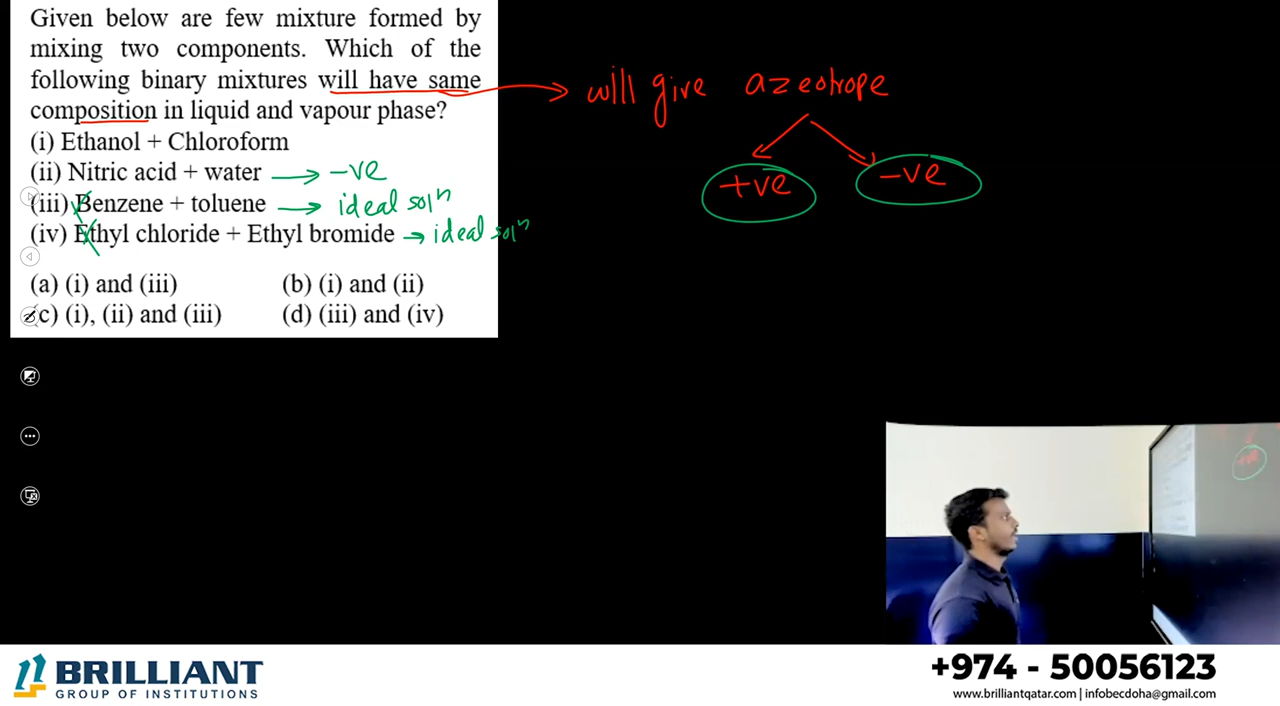 Given below are few mixture formed by
mixing two components. Which of the
following binary mixtures will have same
composition in liquid and vapour phase?
(i) Ethanol + Chloroform
(ii) Nitric acid + water → -ve
(iii) Benzene + toluene → ideal solⁿ
(iv) Ethyl chloride + Ethyl bromide → ideal solⁿ
(a) (i) and (iii) (b) (i) and (ii)
(c) (i), (ii) and (iii) (d) (iii) and (iv)
will give azeotrope
+ve -ve
+ve
BRILLIANT
GROUP OF INSTITUTIONS
+974 - 50056123
www.brilliantqatar.com | infobecdoha@gmail.com